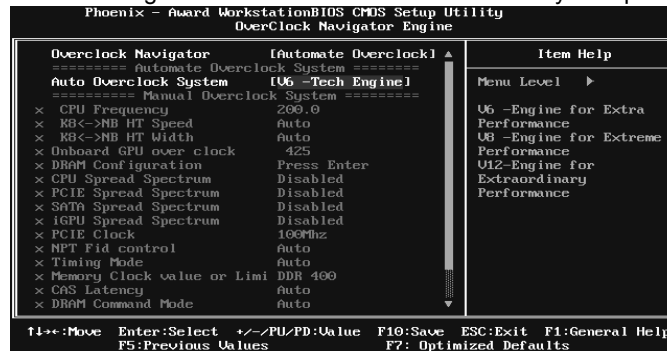 Phoenix - Award WorkstationBIOS CMOS Setup Utility
OverClock Navigator Engine
Overclock Navigator [Automate Overclock]
========= Automate Overclock System ========
Auto Overclock System [V6 -Tech Engine]
========== Manual Overclock System =========
x CPU Frequency 200.0
x K8<->NB HT Speed Auto
x K8<->NB HT Width Auto
x Onboard GPU over clock 425
x DRAM Configuration Press Enter
x CPU Spread Spectrum Disabled
x PCIE Spread Spectrum Disabled
x SATA Spread Spectrum Disabled
x iGPU Spread Spectrum Disabled
x PCIE Clock 100Mhz
x NPT Fid control Auto
x Timing Mode Auto
x Memory Clock value or Limi DDR 400
x CAS Latency Auto
x DRAM Command Mode Auto
Item Help
Menu Level ▶
V6 -Engine for Extra
Performance
V8 -Engine for Extreme
Performance
V12-Engine for
Extraordinary
Performance
↑↓→←:Move Enter:Select +/-/PU/PD:Value F10:Save ESC:Exit F1:General Help
F5:Previous Values F7: Optimized Defaults